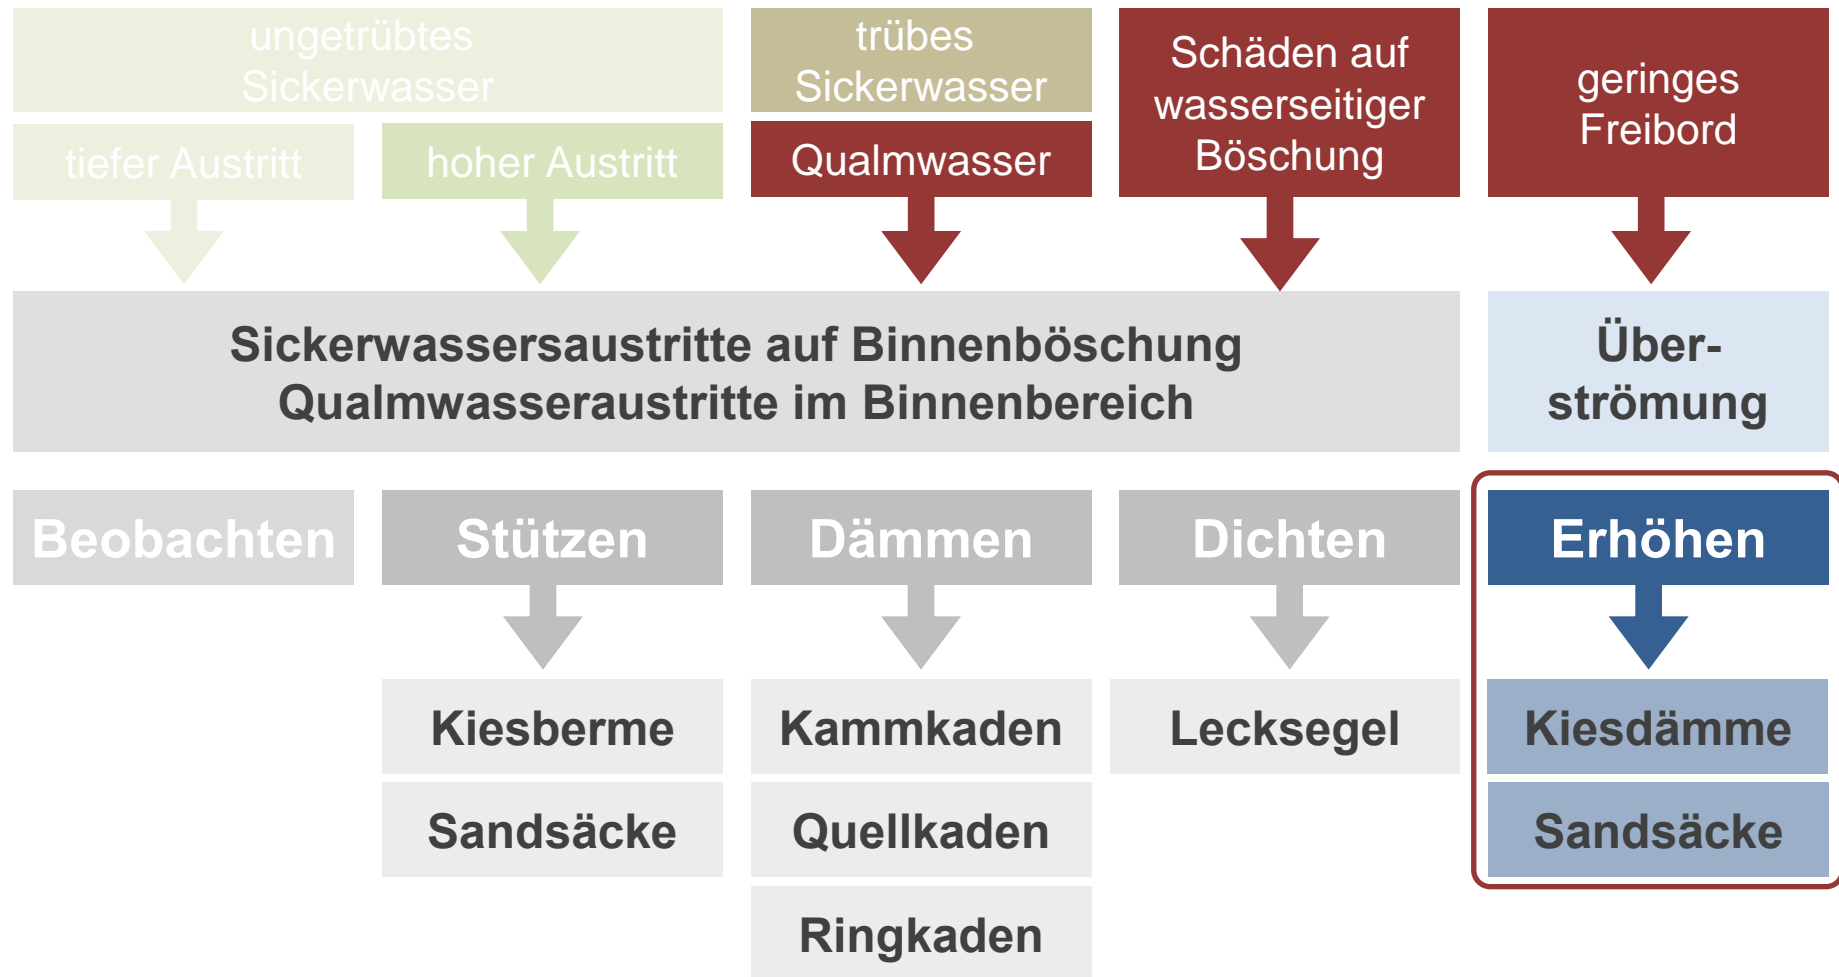 ungetrübtes
Sickerwasser
trübes
Sickerwasser
Schäden auf
wasserseitiger
Böschung
geringes
Freibord
tiefer Austritt
hoher Austritt
Qualmwasser
Sickerwassersaustritte auf Binnenböschung
Qualmwasseraustritte im Binnenbereich
Über-
strömung
Beobachten
Stützen
Dämmen
Dichten
Erhöhen
Kiesberme
Kammkaden
Lecksegel
Kiesdämme
Sandsäcke
Quellkaden
Sandsäcke
Ringkaden